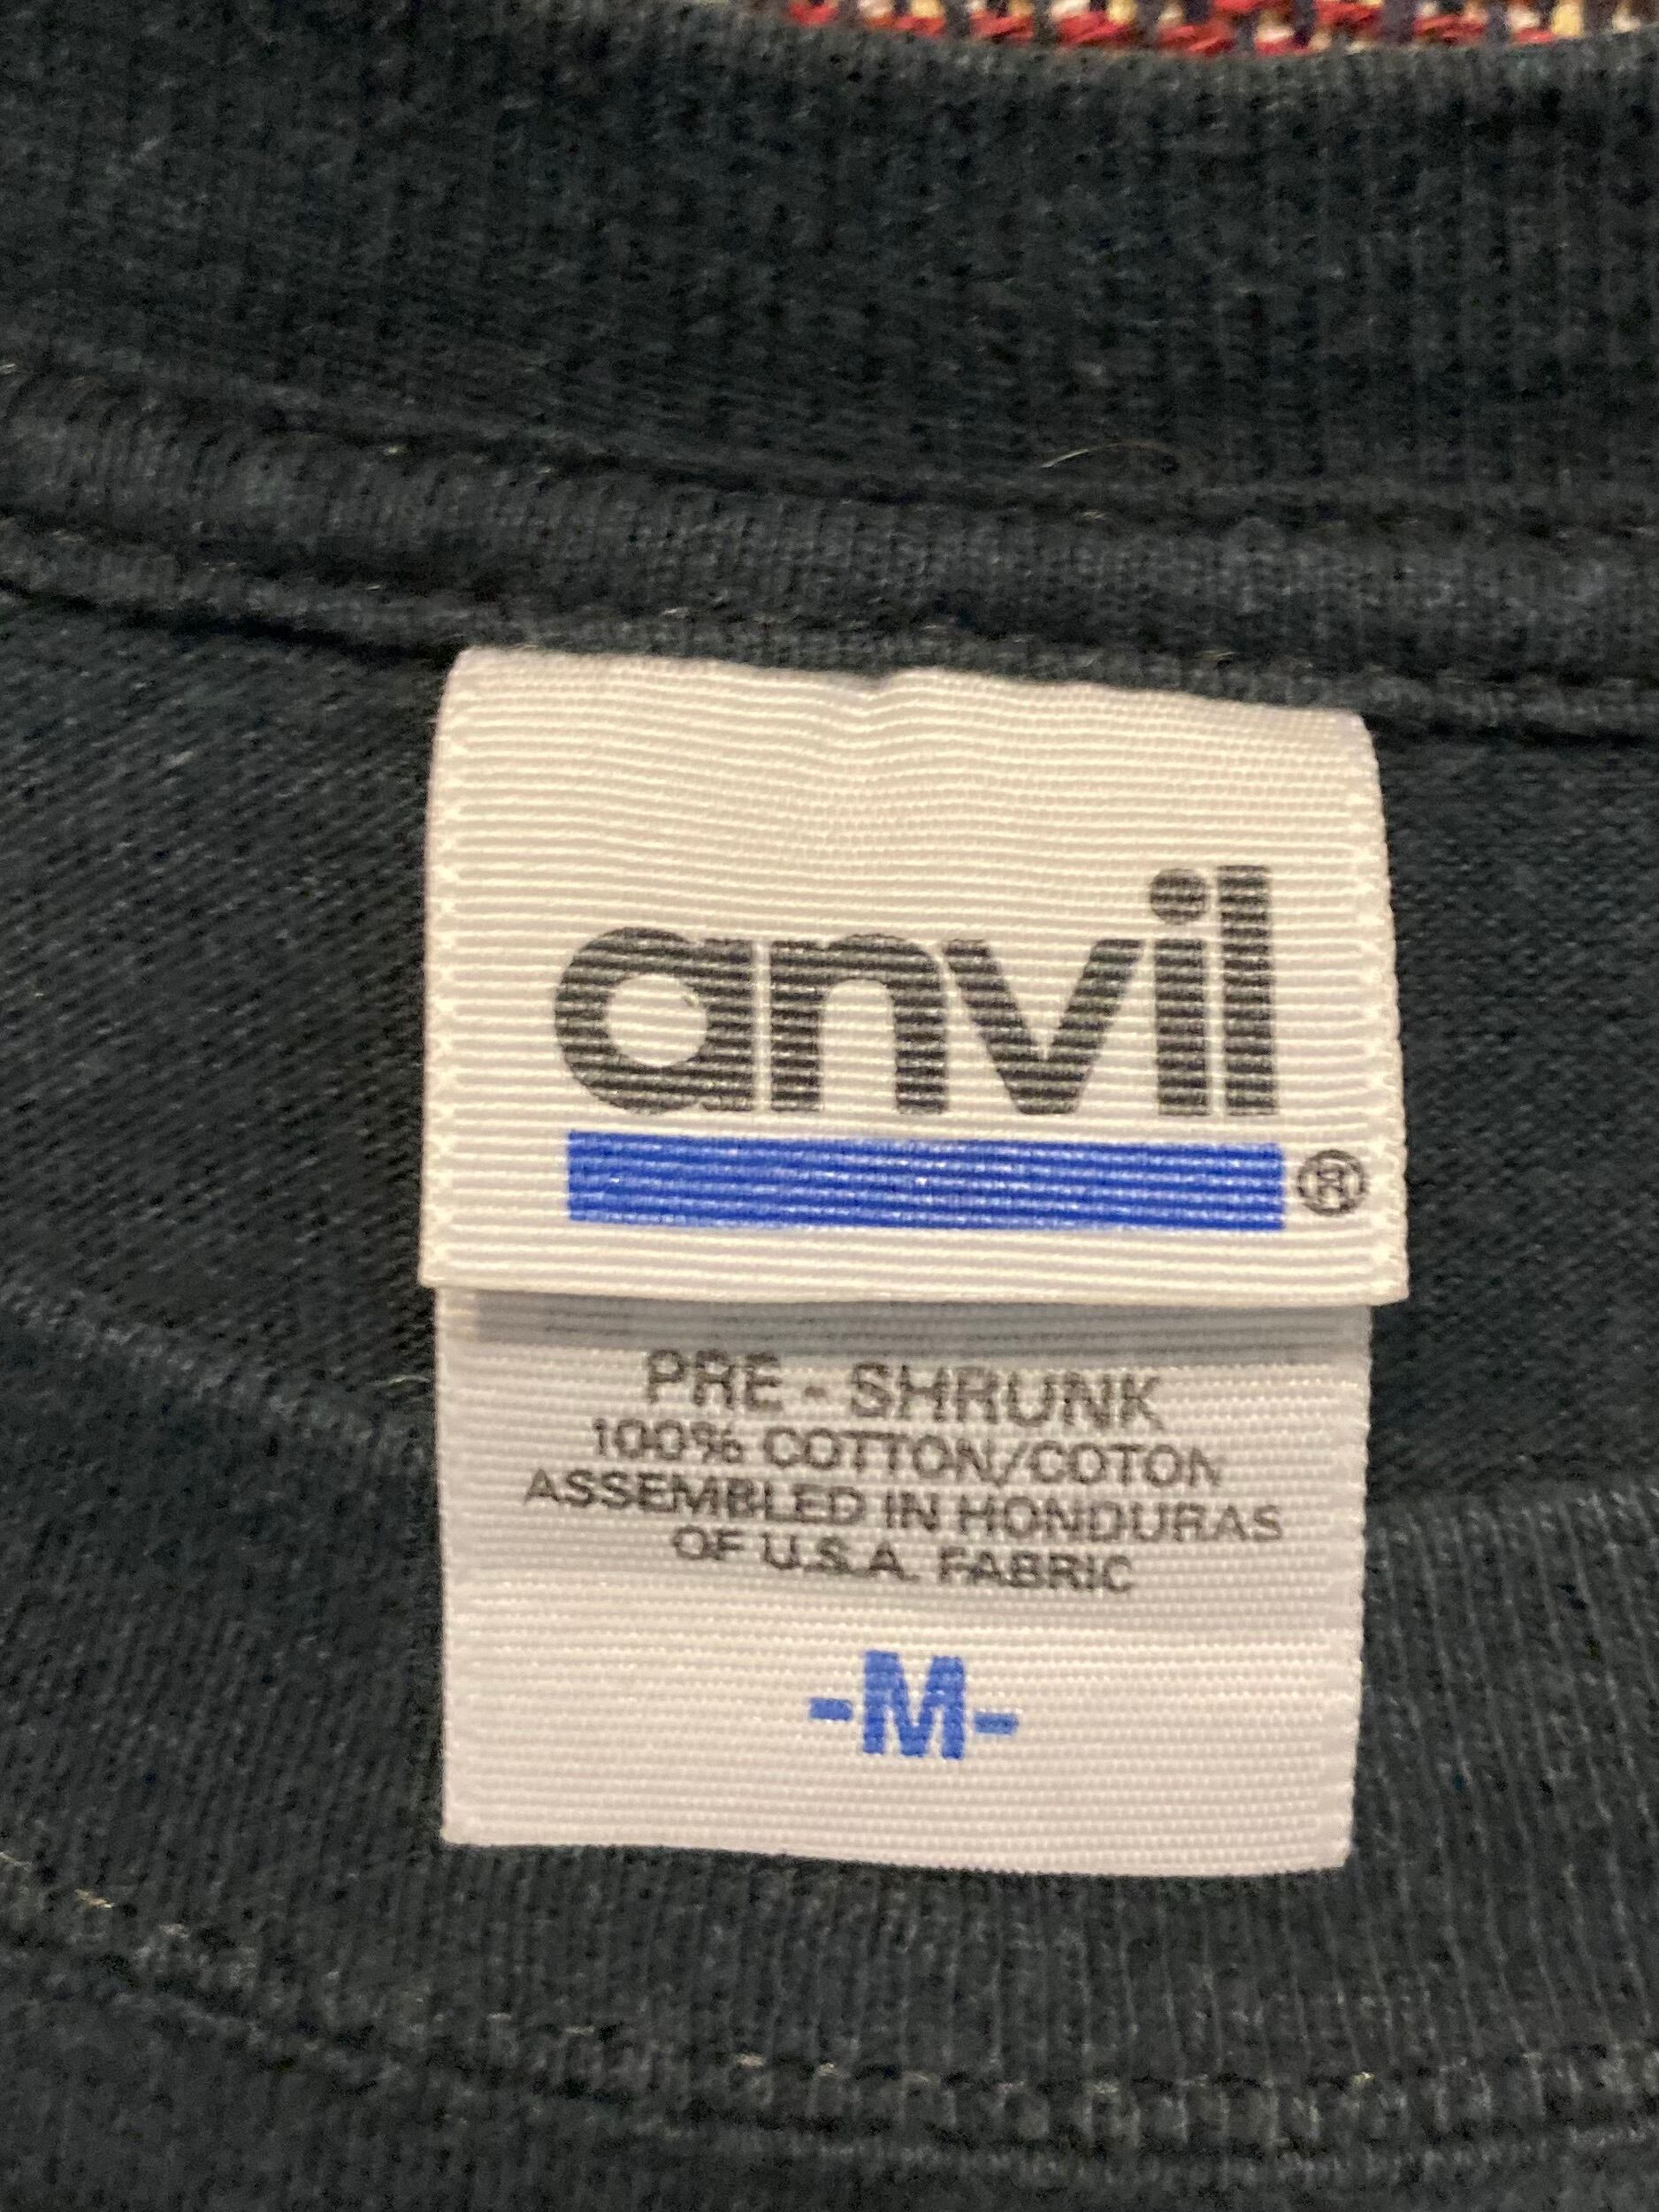 anvil
®
PRE - SHRUNK
100% COTTON/COTON
ASSEMBLED IN HONDURAS
OF U.S.A. FABRIC
-M-